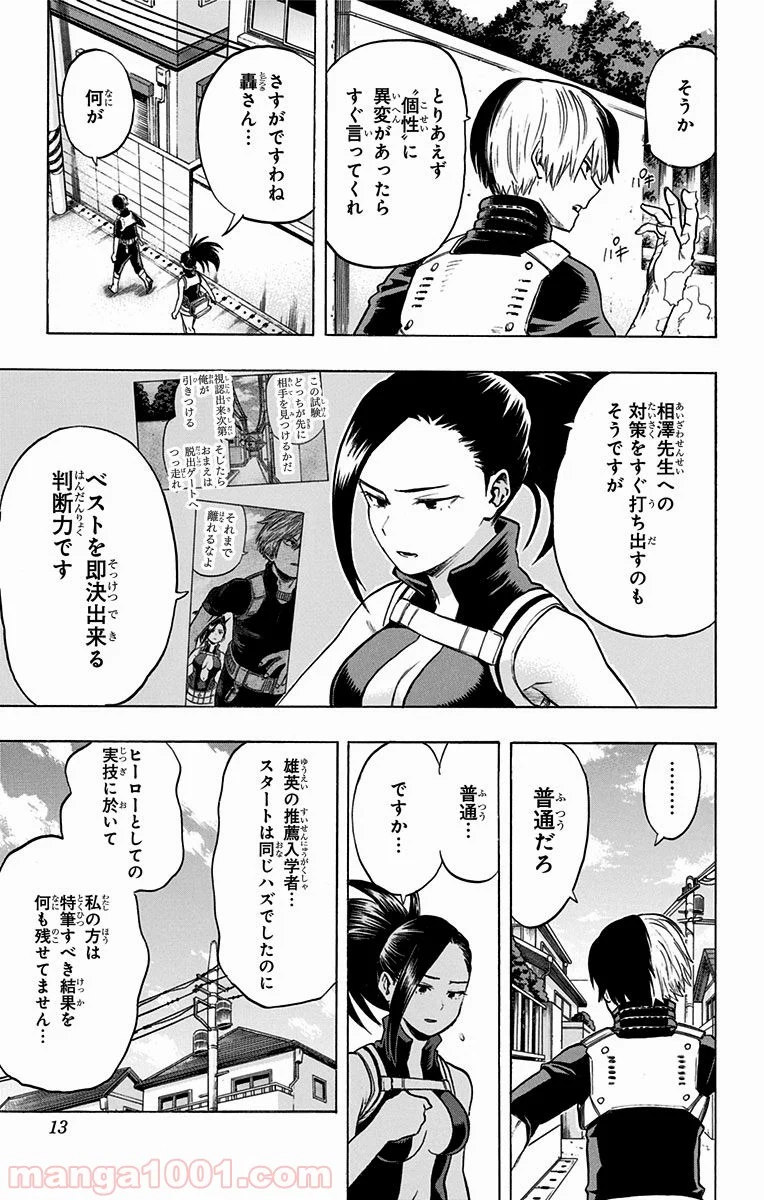 そうか
とりあえず
“個性”に
異変があったら
すぐ言ってくれ
パキ
パキ
さすがですわね
轟さん…
何が
相澤先生への
対策をすぐ打ち出すのも
そうですが
この試験
どっちが先に
相手を見つけるかだ
視認出来次第
俺が
引きつける
そしたら
おまえは
脱出ゲートへ
つっ走れ
それまで
離れるなよ
ベストを即決出来る
判断力です
………
普通だろ
普通…
ですか…
雄英の推薦入学者…
スタートは同じハズでしたのに
ヒーローとしての
実技に於いて
私の方は
特筆すべき結果を
何も残せてません…
13
manga1001.com